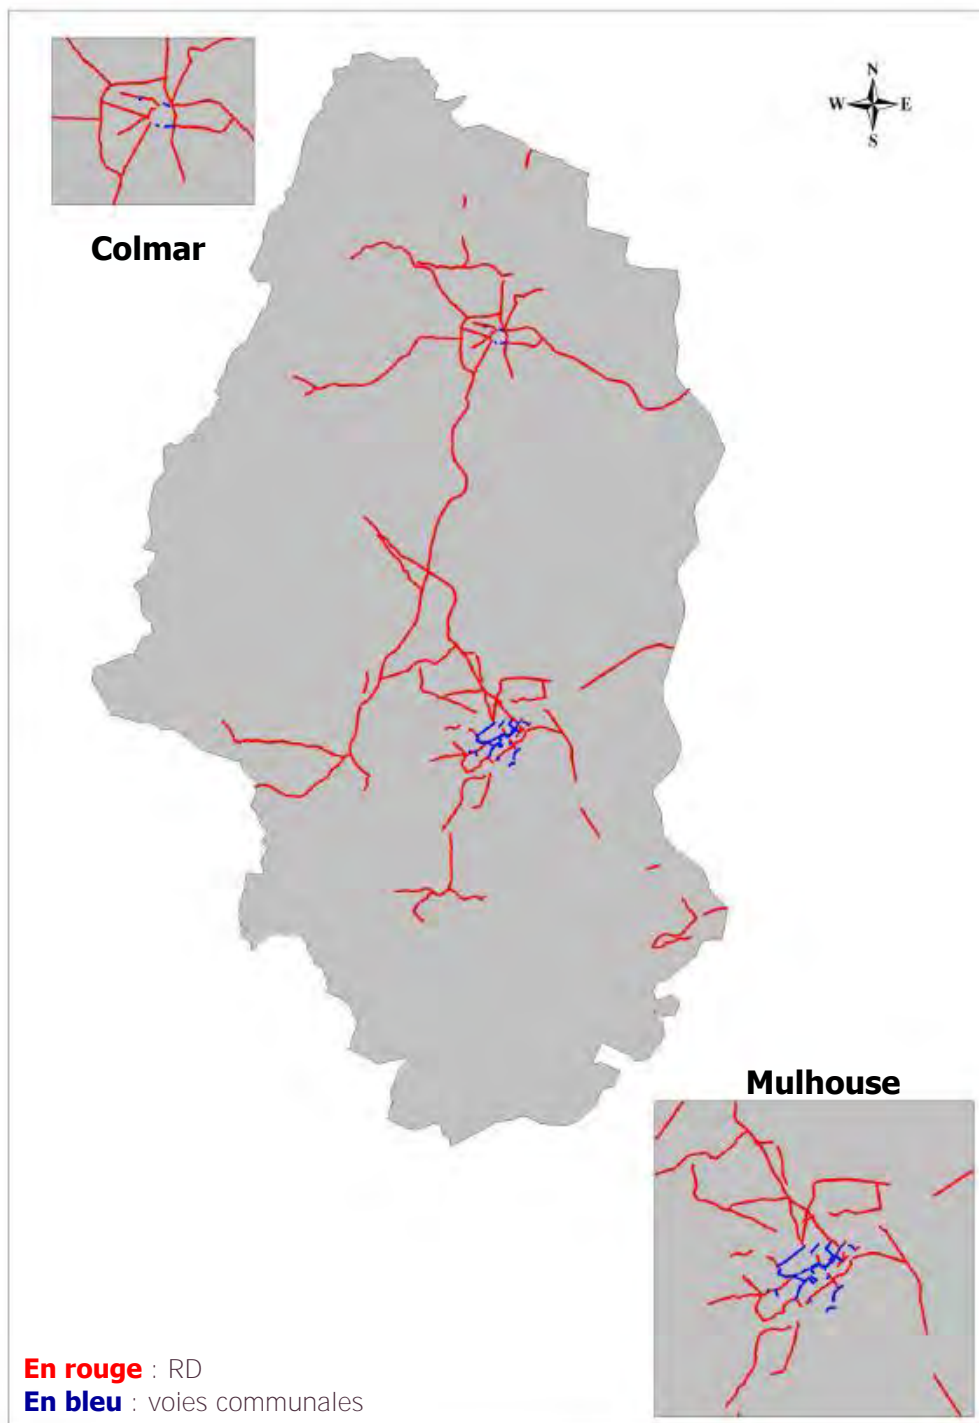 N
W E
S
Colmar
Mulhouse
En rouge : RD
En bleu : voies communales